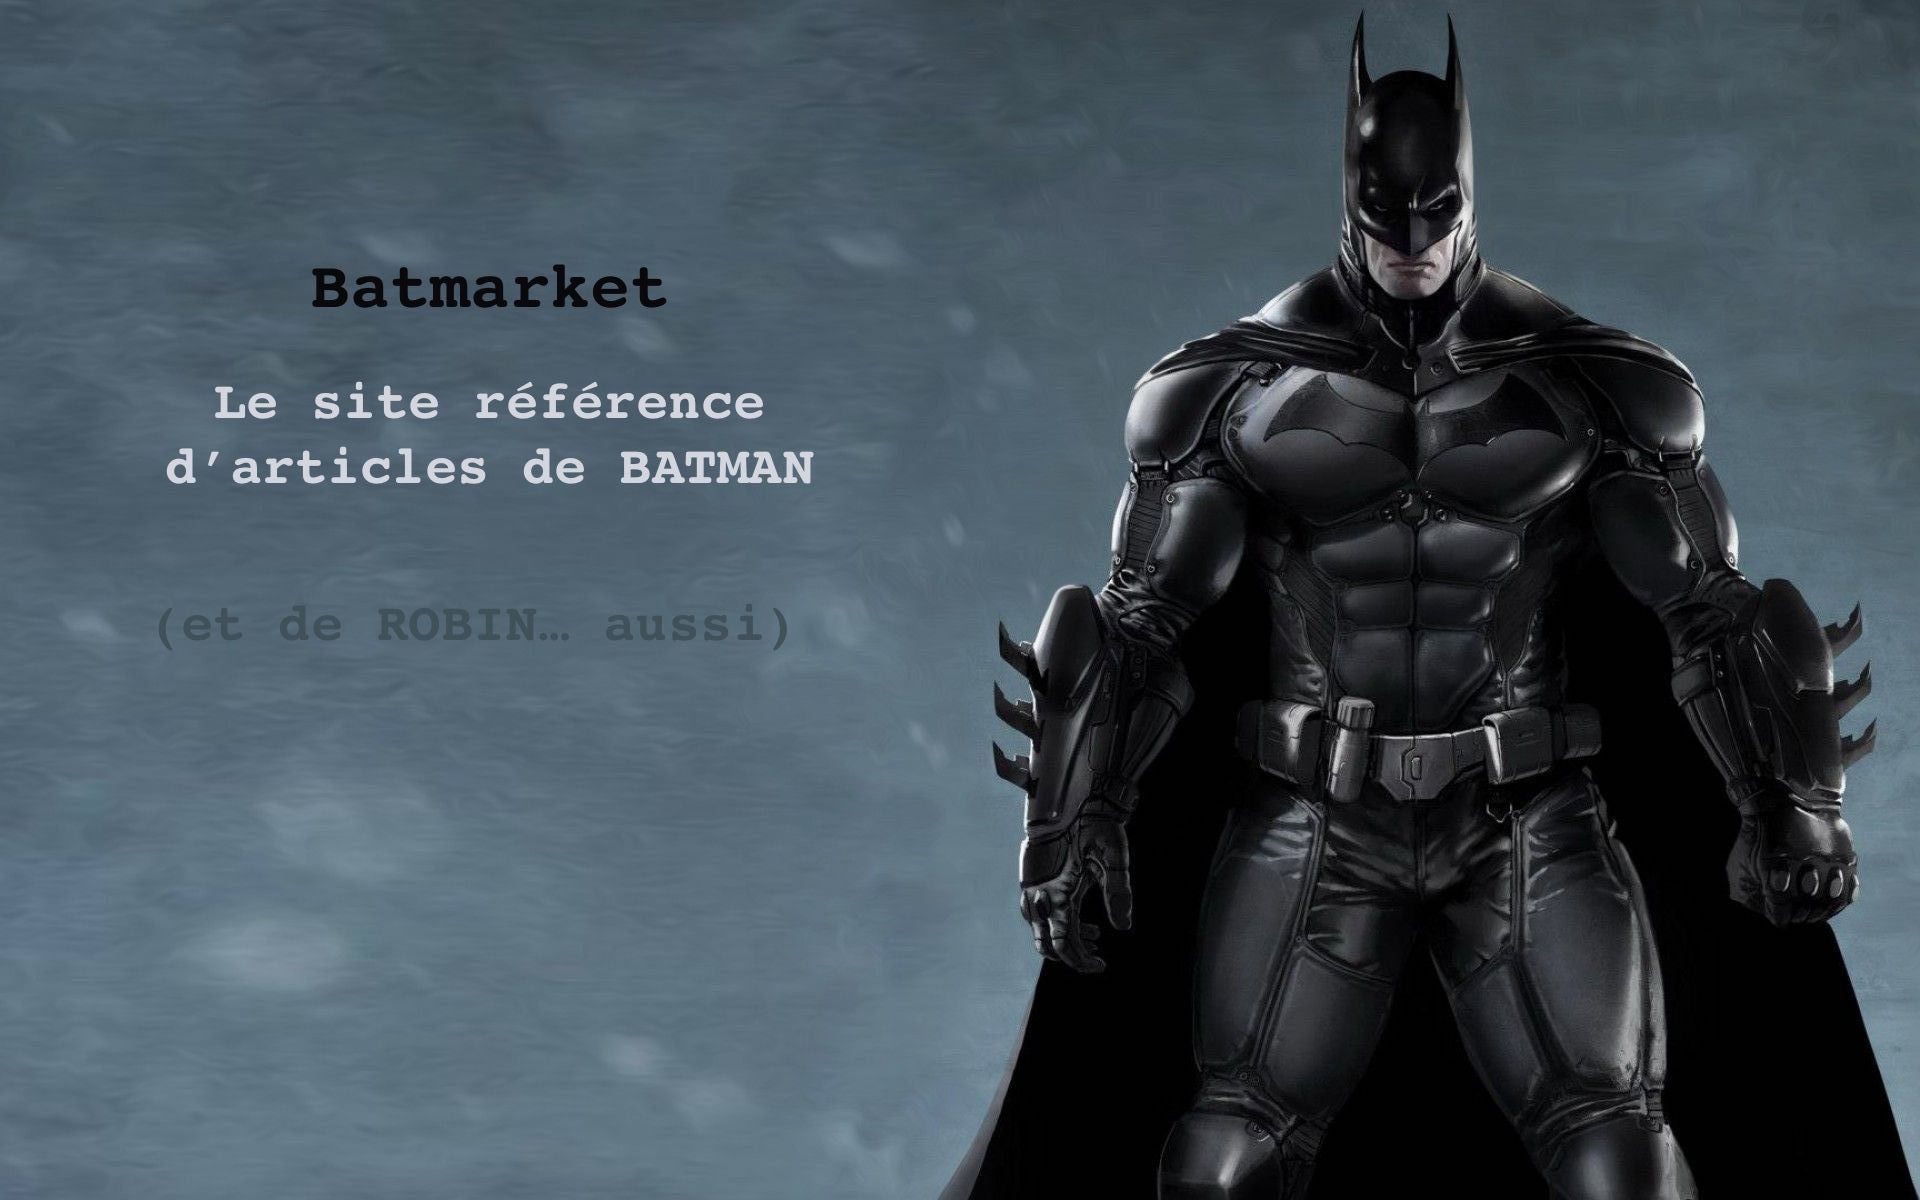 Batmarket
Le site référence
d’articles de BATMAN
(et de ROBIN… aussi)